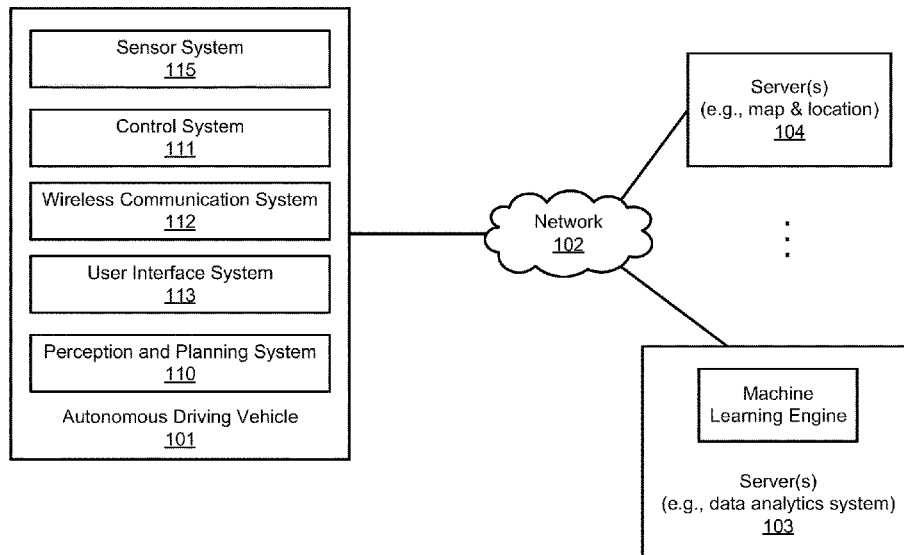 Sensor System
115
Control System
111
Wireless Communication System
112
User Interface System
113
Perception and Planning System
110
Autonomous Driving Vehicle
101
Network
102
Server(s)
(e.g., map & location)
104
Machine
Learning Engine
Server(s)
(e.g., data analytics system)
103